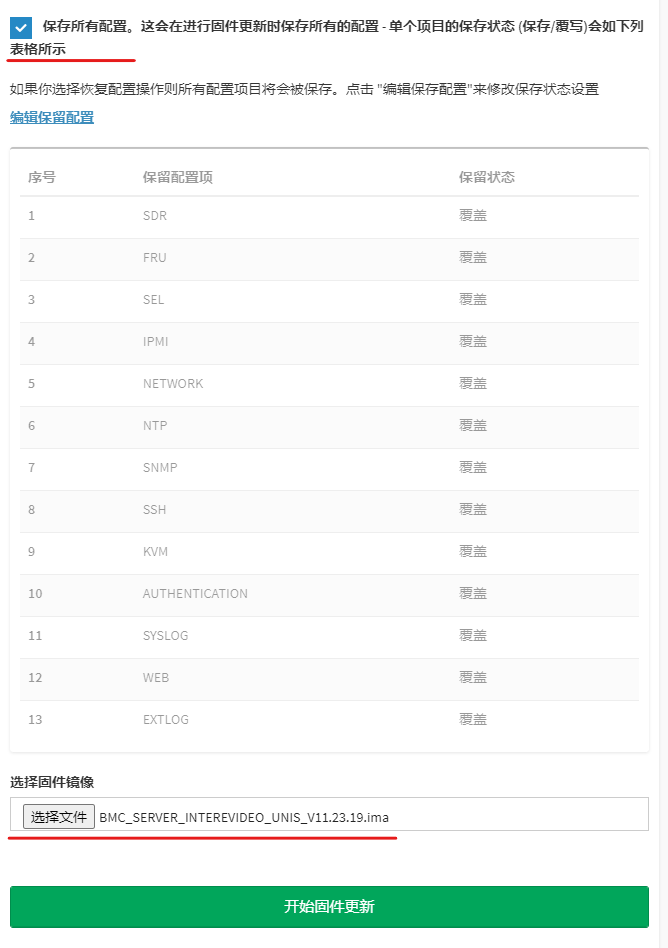 保存所有配置。这会在进行固件更新时保存所有的配置 - 单个项目的保存状态 (保存/覆写)会如下列
表格所示
如果你选择恢复配置操作则所有配置项目将会被保存。点击 "编辑保存配置"来修改保存状态设置
编辑保留配置
序号 保留配置项 保留状态
1 SDR 覆盖
2 FRU 覆盖
3 SEL 覆盖
4 IPMI 覆盖
5 NETWORK 覆盖
6 NTP 覆盖
7 SNMP 覆盖
8 SSH 覆盖
9 KVM 覆盖
10 AUTHENTICATION 覆盖
11 SYSLOG 覆盖
12 WEB 覆盖
13 EXTLOG 覆盖
选择固件镜像
选择文件 BMC_SERVER_INTEREVIDEO_UNIS_V11.23.19.ima
开始固件更新